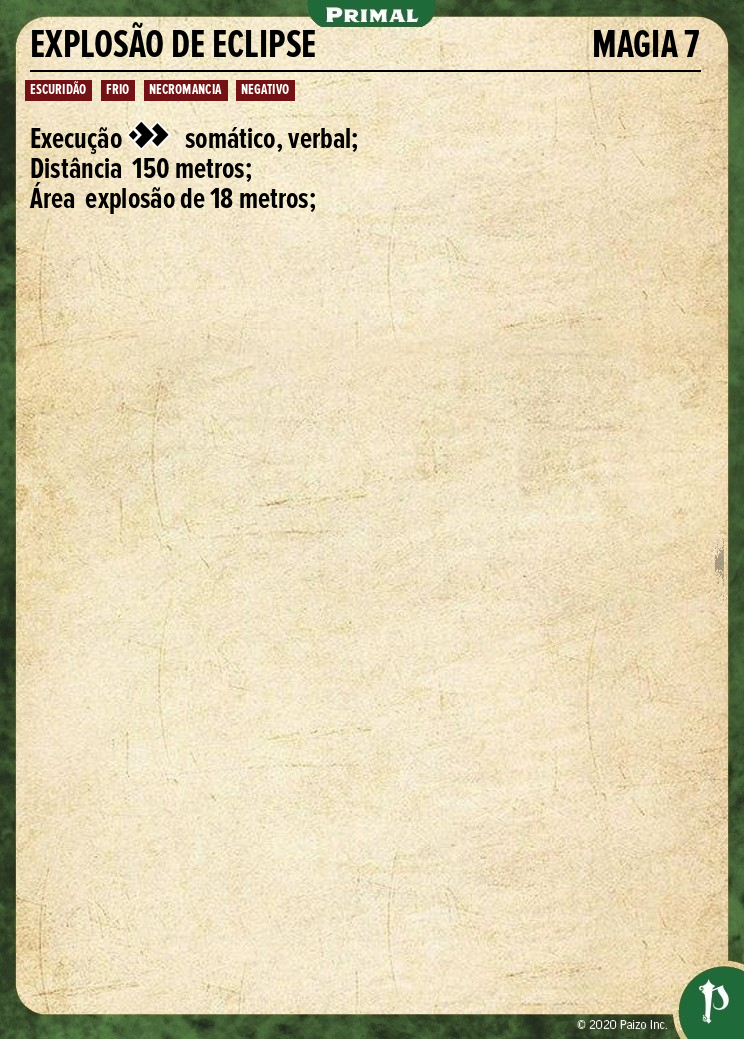 PRIMAL
EXPLOSÃO DE ECLIPSE MAGIA 7
ESCURIDÃO FRIO NECROMANCIA NEGATIVO
Execução somático, verbal;
Distância 150 metros;
Área explosão de 18 metros;
© 2020 Paizo Inc.